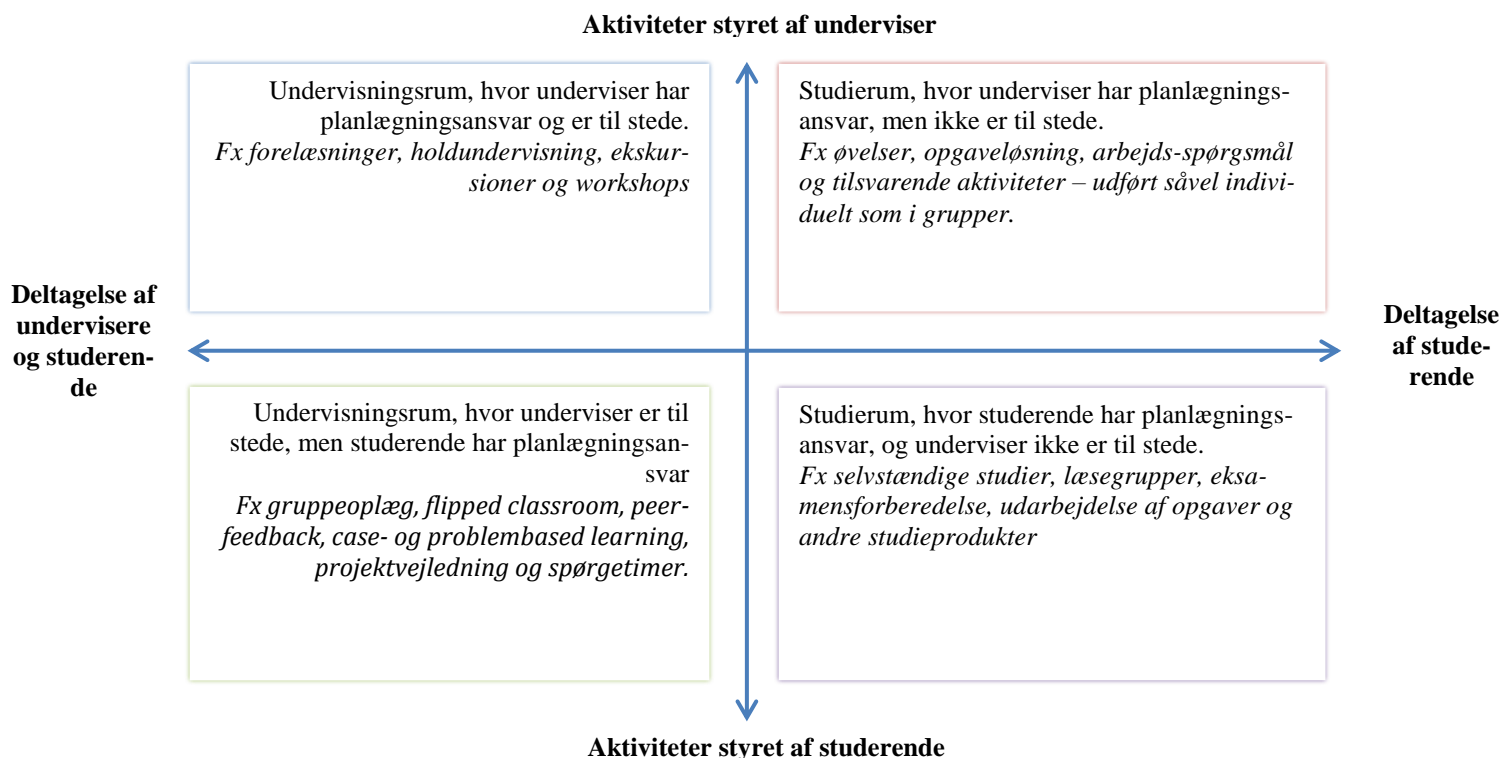 Aktiviteter styret af underviser
Undervisningsrum, hvor underviser har
planlægningsansvar og er til stede.
Fx forelæsninger, holdundervisning, ekskur-
sioner og workshops
Studierum, hvor underviser har planlægnings-
ansvar, men ikke er til stede.
Fx øvelser, opgaveløsning, arbejds-spørgsmål
og tilsvarende aktiviteter – udført såvel indivi-
duelt som i grupper.
Deltagelse af
undervisere
og studeren-
de
Deltagelse
af stude-
rende
Undervisningsrum, hvor underviser er til
stede, men studerende har planlægningsan-
svar
Fx gruppeoplæg, flipped classroom, peer-
feedback, case- og problembased learning,
projektvejledning og spørgetimer.
Studierum, hvor studerende har planlægnings-
ansvar, og underviser ikke er til stede.
Fx selvstændige studier, læsegrupper, eksa-
mensforberedelse, udarbejdelse af opgaver og
andre studieprodukter
Aktiviteter styret af studerende